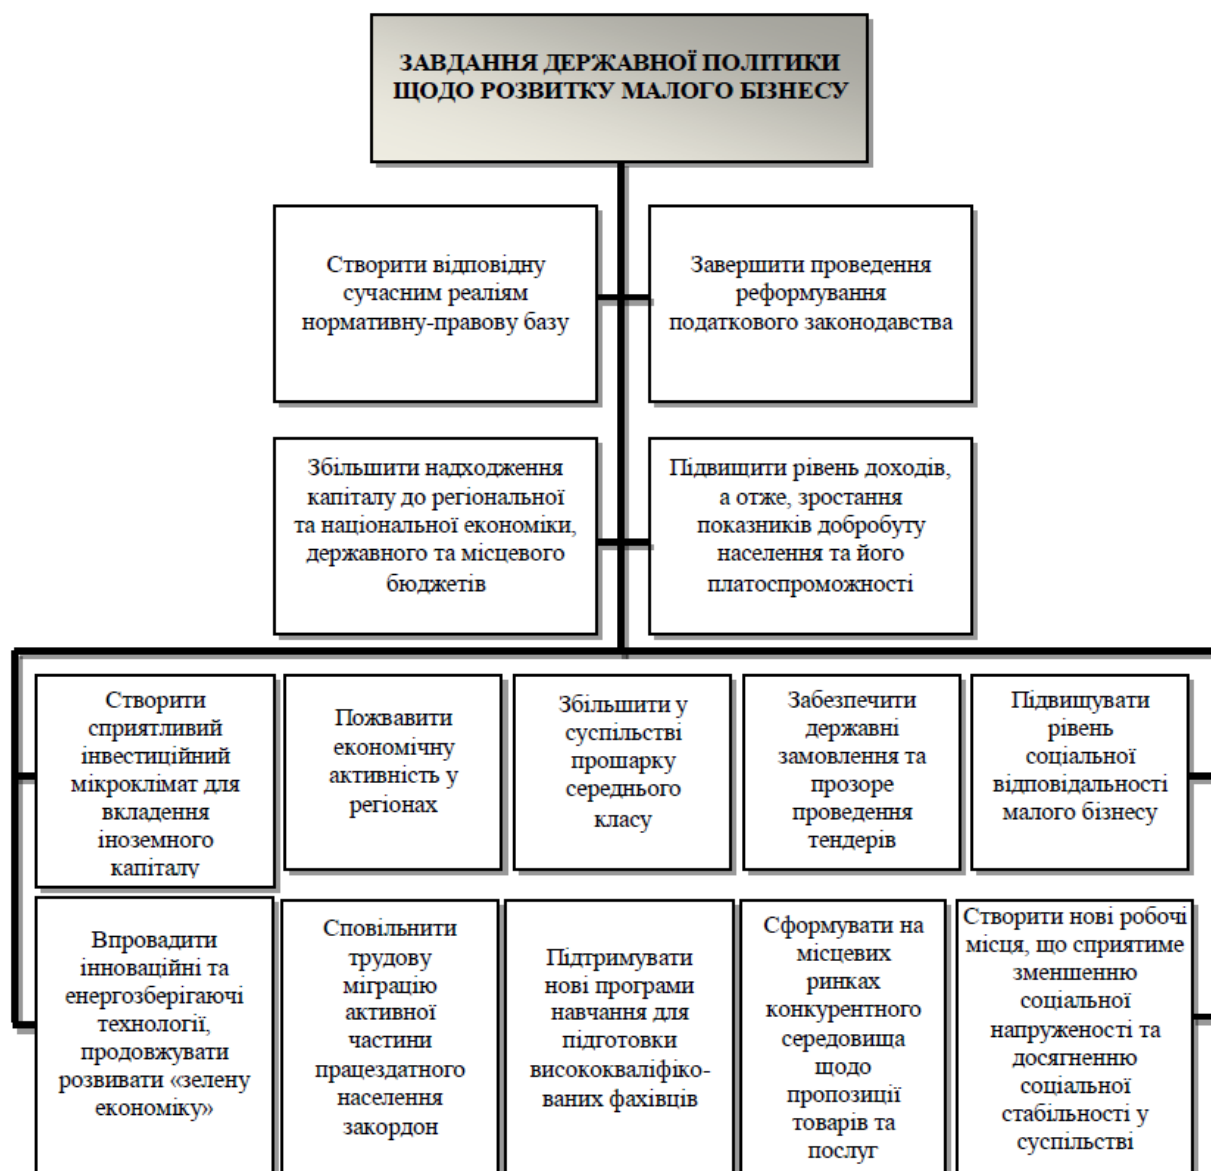 ЗАВДАННЯ ДЕРЖАВНОЇ ПОЛІТИКИ
ЩОДО РОЗВИТКУ МАЛОГО БІЗНЕСУ
Створити відповідну
сучасним реаліям
нормативну-правову базу
Завершити проведення
реформування
податкового законодавства
Збільшити надходження
капіталу до регіональної
та національної економіки,
державного та місцевого
бюджетів
Підвищити рівень доходів,
а отже, зростання
показників добробуту
населення та його
платоспроможності
Створити
сприятливий
інвестиційний
мікроклімат для
вкладення
іноземного
капіталу
Пожвавити
економічну
активність у
регіонах
Збільшити у
суспільстві
прошарку
середнього
класу
Забезпечити
державні
замовлення та
прозоре
проведення
тендерів
Підвищувати
рівень
соціальної
відповідальності
малого бізнесу
Впровадити
інноваційні та
енергозберігаючі
технології,
продовжувати
розвивати «зелену
економіку»
Сповільнити
трудову
міграцію
активної
частини
працездатного
населення
закордон
Підтримувати
нові програми
навчання для
підготовки
висококваліфіко-
ваних фахівців
Сформувати на
місцевих
ринках
конкурентного
середовища
щодо
пропозиції
товарів та
послуг
Створити нові робочі
місця, що сприятиме
зменшенню
соціальної
напруженості та
досягненню
соціальної
стабільності у
суспільстві